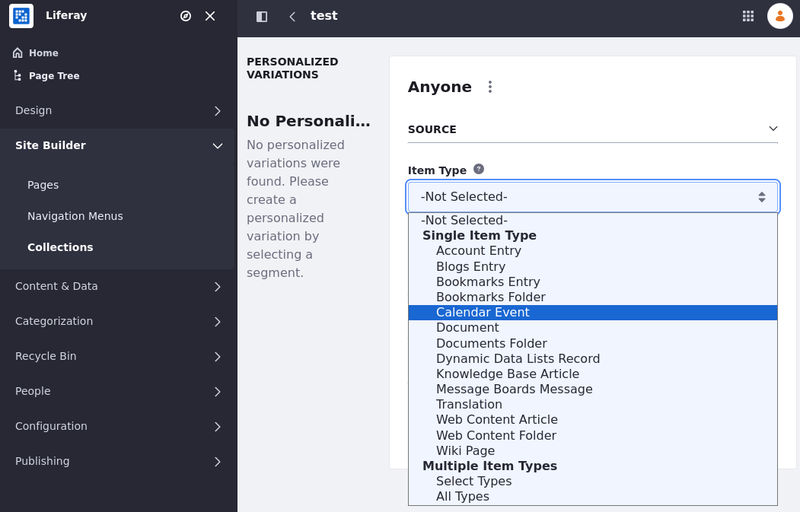 Liferay
Home
Page Tree
Design
Site Builder
Pages
Navigation Menus
Collections
Content & Data
Categorization
Recycle Bin
People
Configuration
Publishing
test
PERSONALIZED
VARIATIONS
No Personali...
No personalized
variations were
found. Please
create a
personalized
variation by
selecting a
segment.
Anyone
SOURCE
Item Type
-Not Selected-
-Not Selected-
Single Item Type
Account Entry
Blogs Entry
Bookmarks Entry
Bookmarks Folder
Calendar Event
Document
Documents Folder
Dynamic Data Lists Record
Knowledge Base Article
Message Boards Message
Translation
Web Content Article
Web Content Folder
Wiki Page
Multiple Item Types
Select Types
All Types